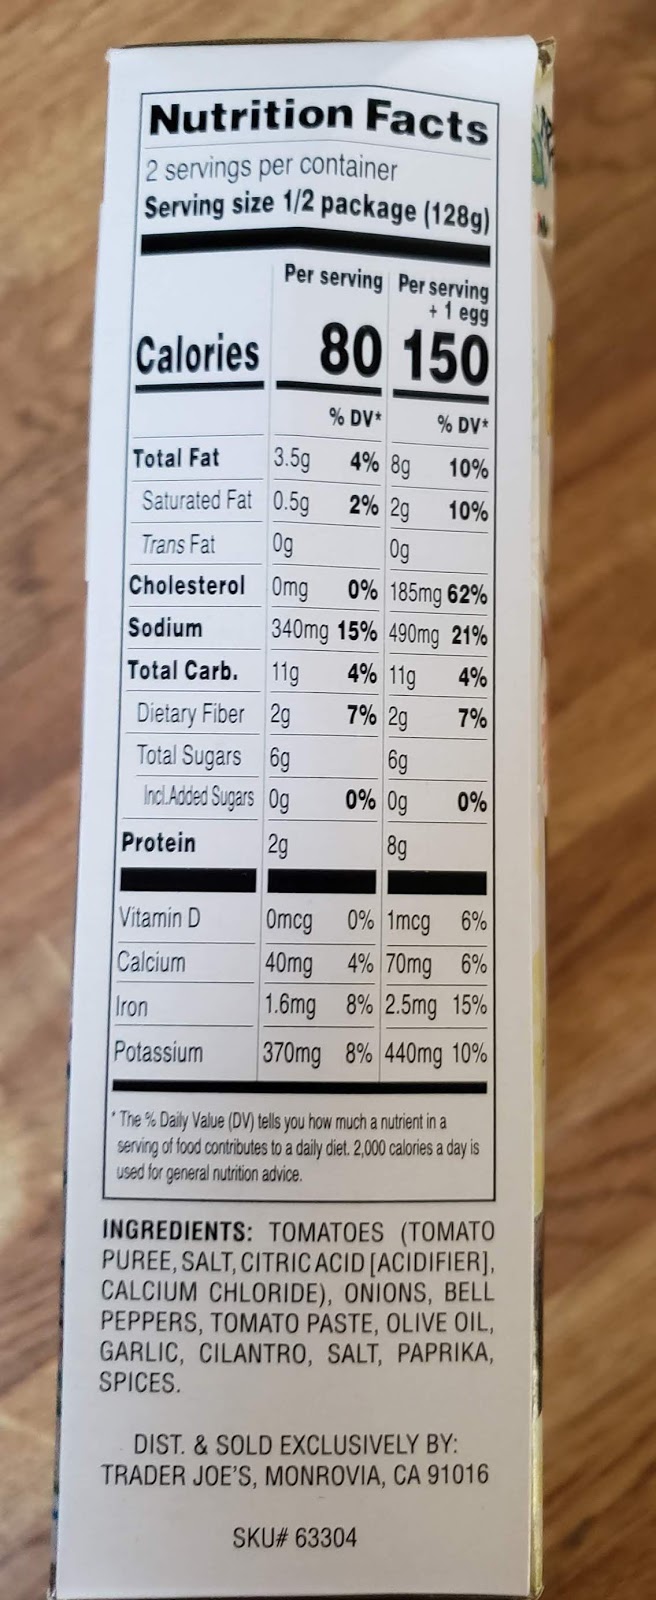 Nutrition Facts
2 servings per container
Serving size 1/2 package (128g)
Per serving Per serving + 1 egg
Calories 80 150
% DV* % DV*
Total Fat 3.5g 4% 8g 10%
Saturated Fat 0.5g 2% 2g 10%
Trans Fat 0g 0g
Cholesterol 0mg 0% 185mg 62%
Sodium 340mg 15% 490mg 21%
Total Carb. 11g 4% 11g 4%
Dietary Fiber 2g 7% 2g 7%
Total Sugars 6g 6g
Incl. Added Sugars 0g 0% 0g 0%
Protein 2g 8g
Vitamin D 0mcg 0% 1mcg 6%
Calcium 40mg 4% 70mg 6%
Iron 1.6mg 8% 2.5mg 15%
Potassium 370mg 8% 440mg 10%
* The % Daily Value (DV) tells you how much a nutrient in a
serving of food contributes to a daily diet. 2,000 calories a day is
used for general nutrition advice.
INGREDIENTS: TOMATOES (TOMATO
PUREE, SALT, CITRIC ACID [ACIDIFIER],
CALCIUM CHLORIDE), ONIONS, BELL
PEPPERS, TOMATO PASTE, OLIVE OIL,
GARLIC, CILANTRO, SALT, PAPRIKA,
SPICES.
DIST. & SOLD EXCLUSIVELY BY:
TRADER JOE'S, MONROVIA, CA 91016
SKU# 63304